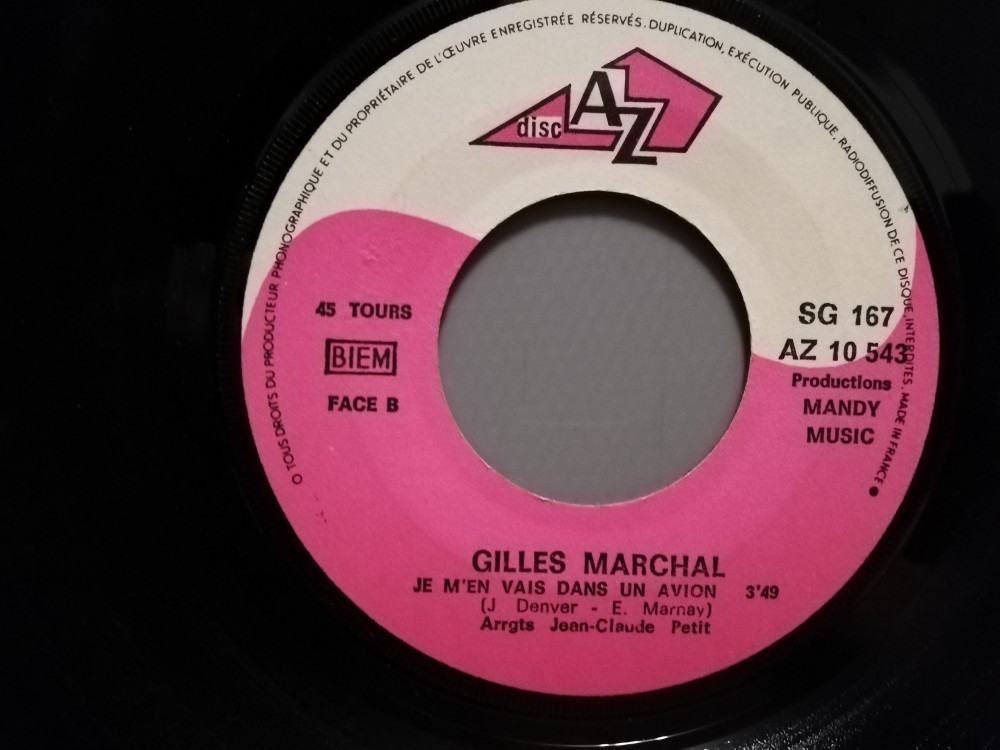 O TOUS DROITS DU PRODUCTEUR PHONOGRAPHIQUE ET DU PROPRIÉTAIRE DE L'ŒUVRE ENREGISTRÉE RÉSERVÉS. DUPLICATION, EXÉCUTION PUBLIQUE, RADIODIFFUSION DE CE DISQUE INTERDITES. MADE IN FRANCE ●
disc AZ
45 TOURS
BIEM
FACE B
SG 167
AZ 10 543
Productions
MANDY
MUSIC
GILLES MARCHAL
JE M'EN VAIS DANS UN AVION 3'49
(J. Denver - E. Marnay)
Arrgts Jean-Claude Petit